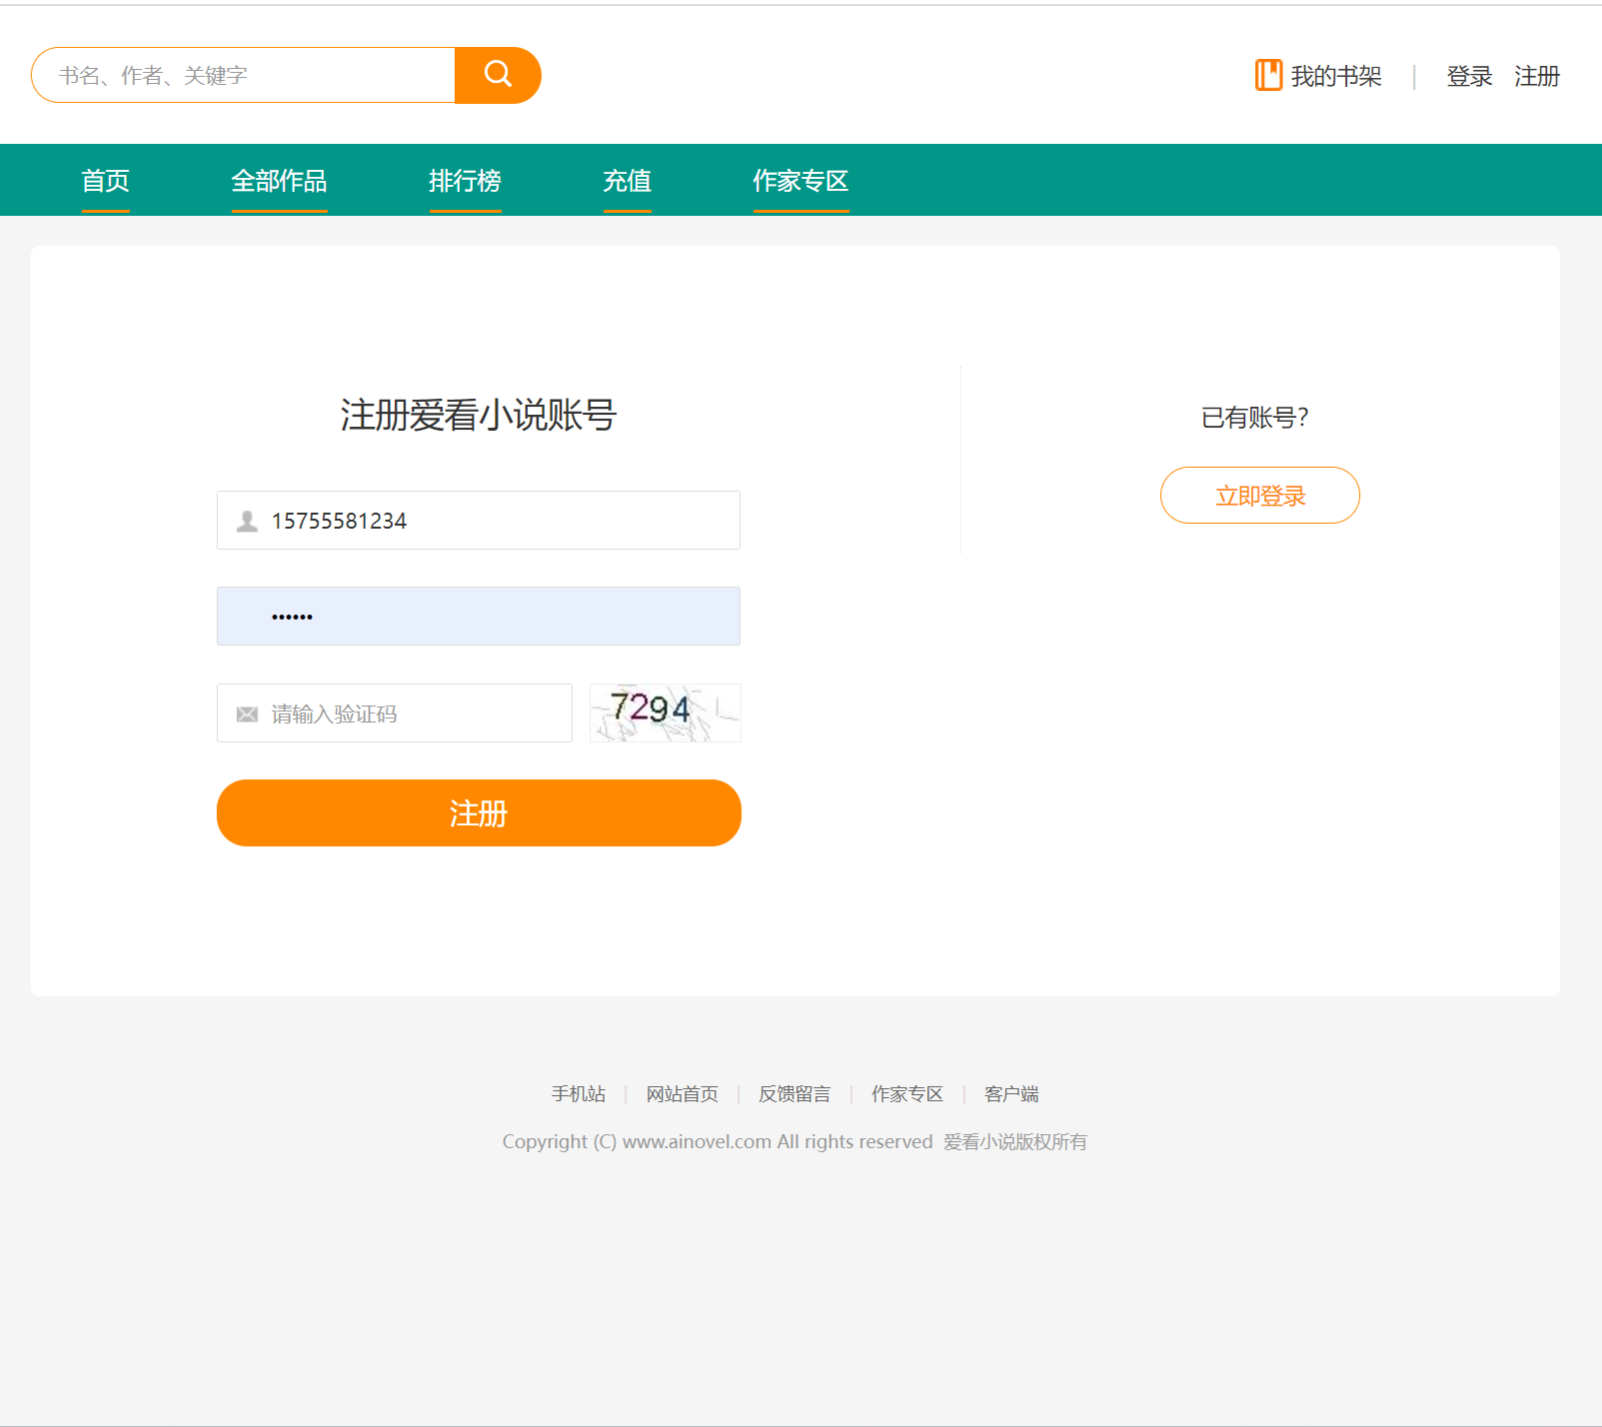 书名、作者、关键字
我的书架 | 登录 注册
首页 全部作品 排行榜 充值 作家专区
注册爱看小说账号
15755581234
••••••
请输入验证码 7294
注册
已有账号?
立即登录
手机站 | 网站首页 | 反馈留言 | 作家专区 | 客户端
Copyright (C) www.ainovel.com All rights reserved 爱看小说版权所有